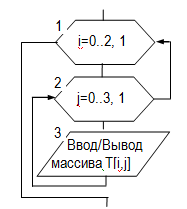 1
i=0..2, 1
2
j=0..3, 1
3
Ввод/Вывод
массива T[i,j]